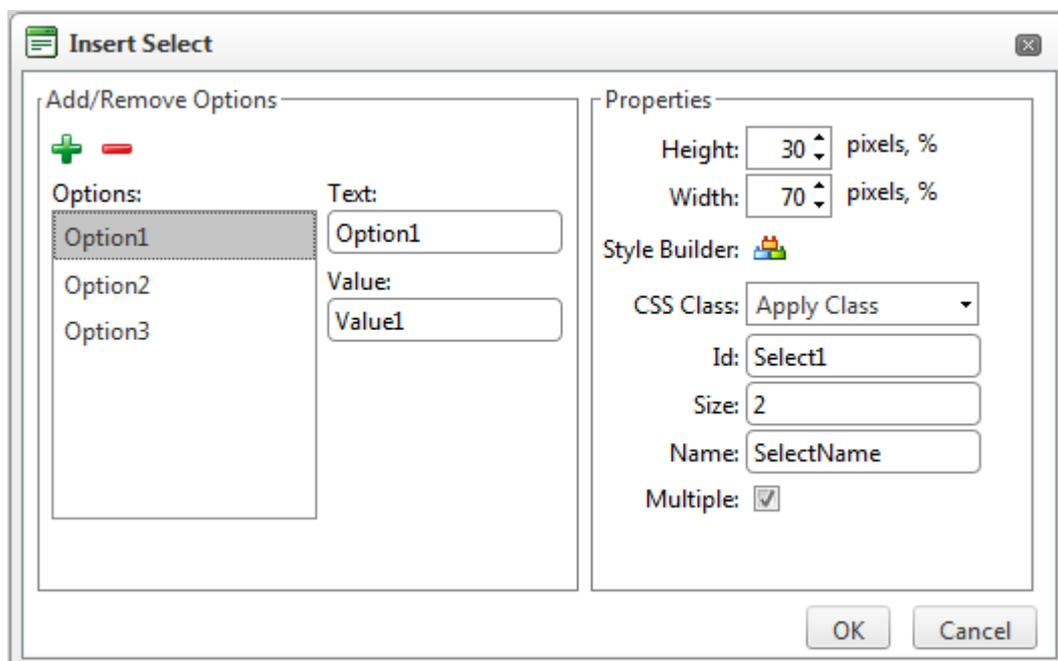 Insert Select
Add/Remove Options
Options:
Option1
Option2
Option3
Text:
Option1
Value:
Value1
Properties
Height: 30 pixels, %
Width: 70 pixels, %
Style Builder:
CSS Class: Apply Class
Id: Select1
Size: 2
Name: SelectName
Multiple:
OK Cancel